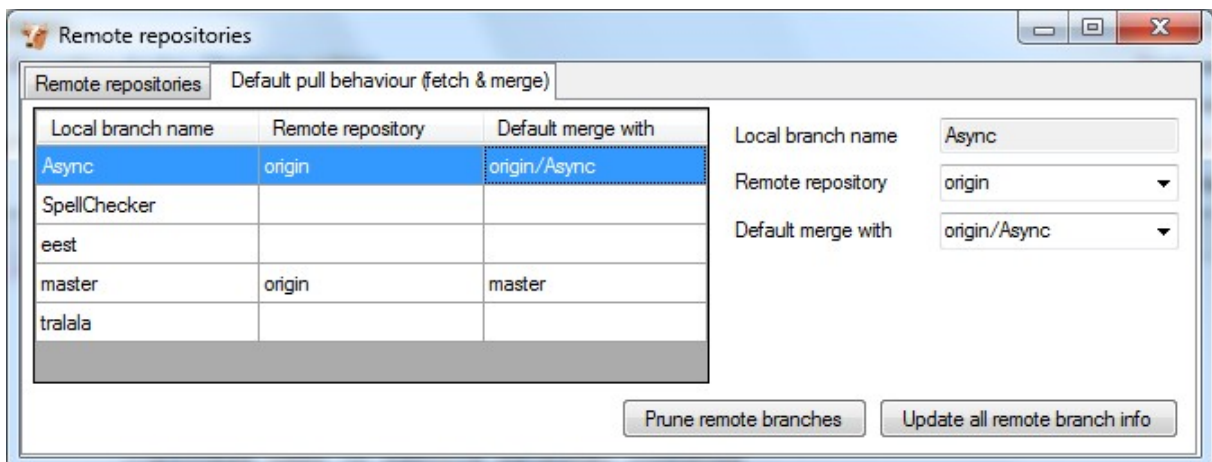 Remote repositories
Remote repositories Default pull behaviour (fetch & merge)
Local branch name Remote repository Default merge with
Async origin origin/Async
SpellChecker
eest
master origin master
tralala
Local branch name Async
Remote repository origin
Default merge with origin/Async
Prune remote branches Update all remote branch info